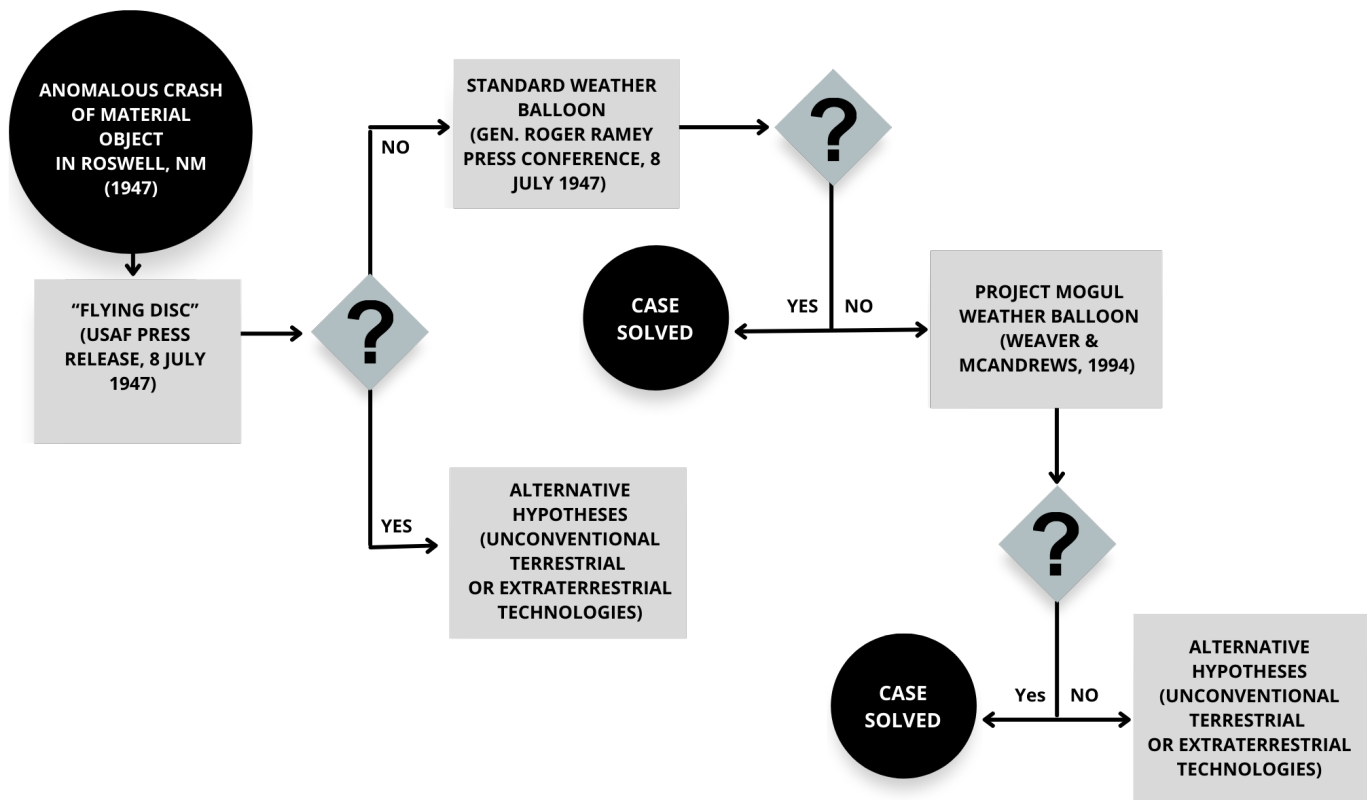 ANOMALOUS CRASH
OF MATERIAL
OBJECT
IN ROSWELL, NM
(1947)
“FLYING DISC”
(USAF PRESS
RELEASE, 8 JULY
1947)
?
NO
STANDARD WEATHER
BALLOON
(GEN. ROGER RAMEY
PRESS CONFERENCE, 8
JULY 1947)
?
YES
ALTERNATIVE
HYPOTHESES
(UNCONVENTIONAL
TERRESTRIAL
OR EXTRATERRESTRIAL
TECHNOLOGIES)
YES
NO
CASE
SOLVED
PROJECT MOGUL
WEATHER BALLOON
(WEAVER &
MCANDREWS, 1994)
?
Yes
NO
CASE
SOLVED
ALTERNATIVE
HYPOTHESES
(UNCONVENTIONAL
TERRESTRIAL
OR EXTRATERRESTRIAL
TECHNOLOGIES)